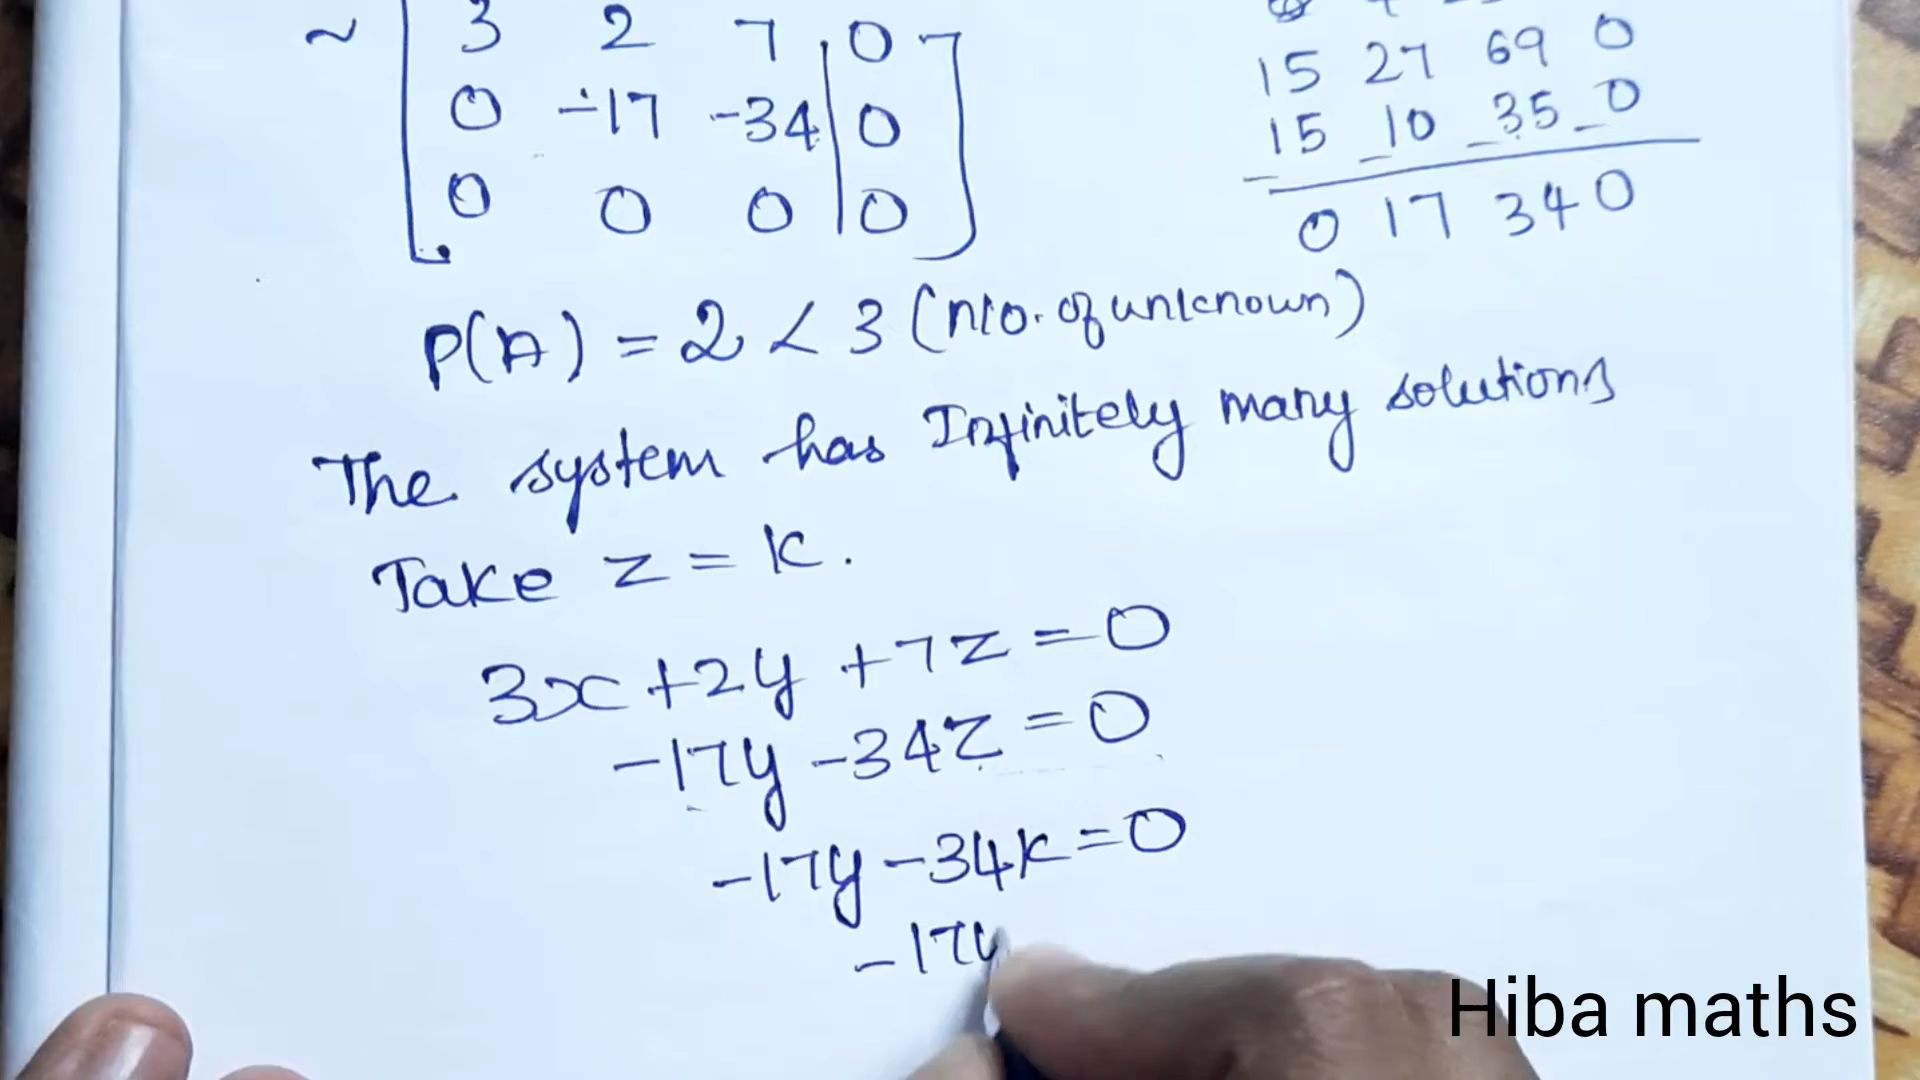 ~ 3 2 7 0
0 -17 -34 0
0 0 0 0
15 27 69 0
15 10 35 0
0 17 34 0
P(A) = 2 < 3 (n/o. of unknown)
The system has Infinitely many solutions
Take z = k.
3x + 2y + 7z = 0
-17y - 34z = 0
-17y - 34k = 0
-17y
Hiba maths